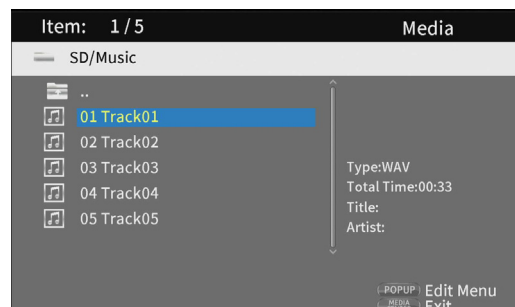 Item: 1/5 Media
SD/Music
..
01 Track01
02 Track02
03 Track03
04 Track04
05 Track05
Type:WAV
Total Time:00:33
Title:
Artist:
POPUP Edit Menu
MEDIA Exit